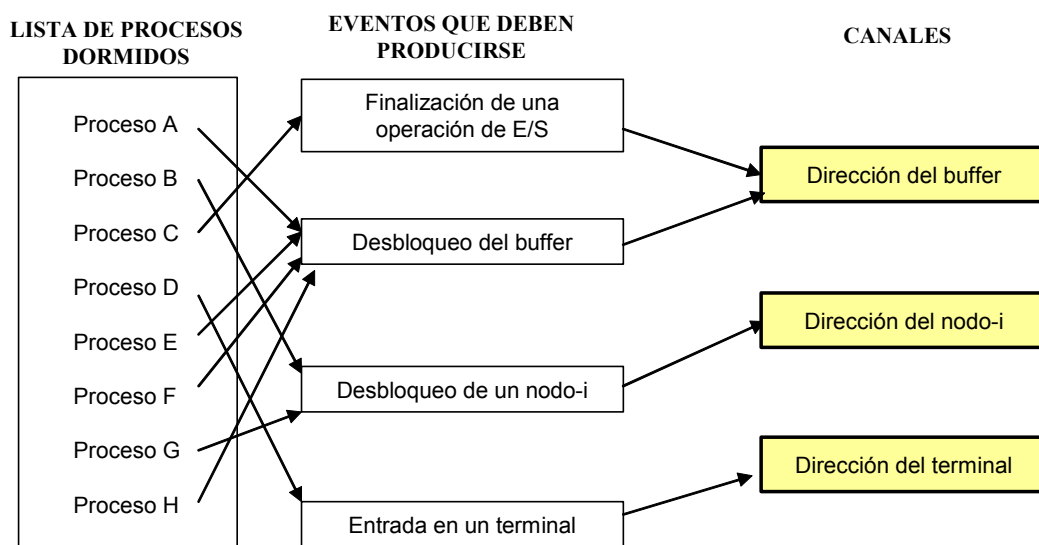 LISTA DE PROCESOS
DORMIDOS
Proceso A
Proceso B
Proceso C
Proceso D
Proceso E
Proceso F
Proceso G
Proceso H
EVENTOS QUE DEBEN
PRODUCIRSE
Finalización de una
operación de E/S
Desbloqueo del buffer
Desbloqueo de un nodo-i
Entrada en un terminal
CANALES
Dirección del buffer
Dirección del nodo-i
Dirección del terminal